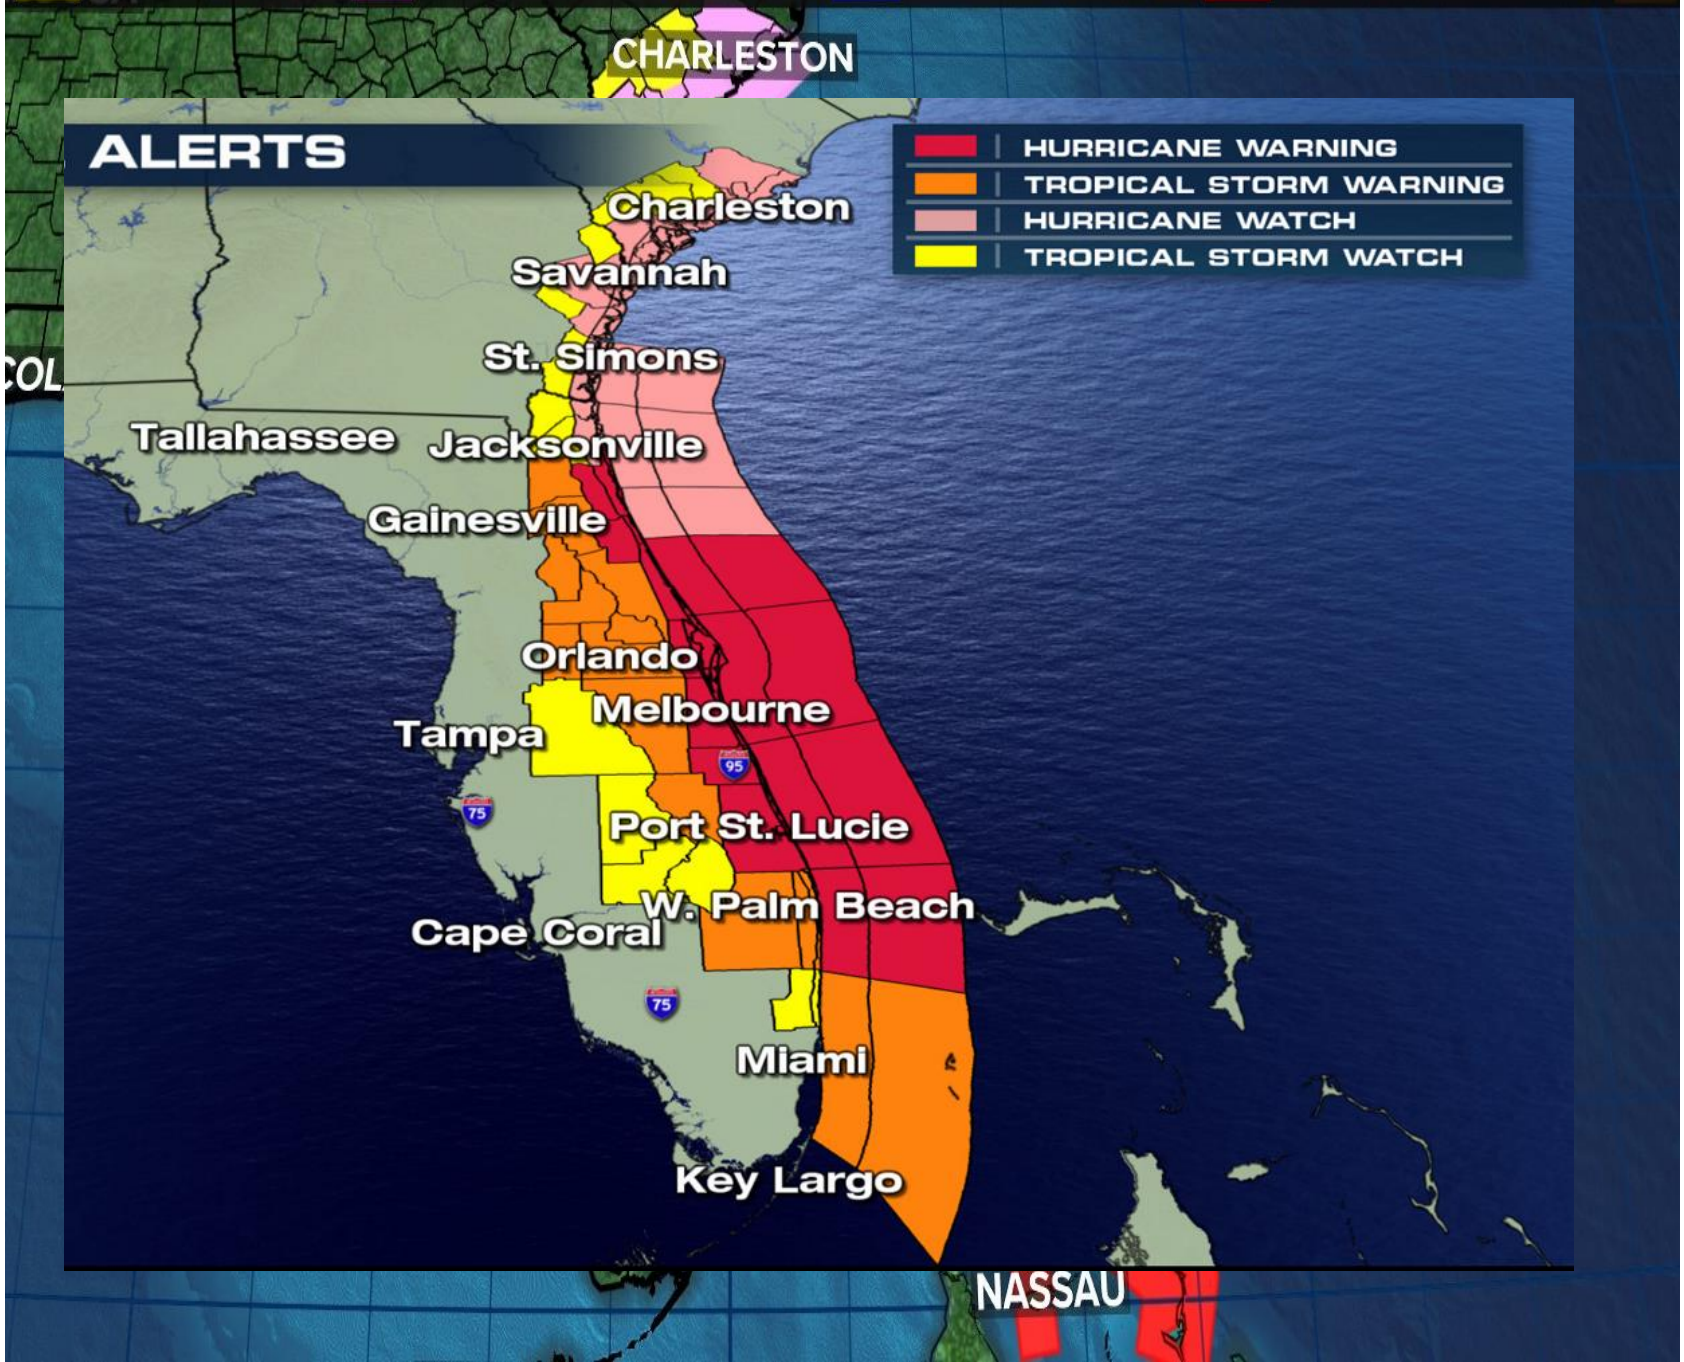 CHARLESTON
ALERTS
HURRICANE WARNING
TROPICAL STORM WARNING
HURRICANE WATCH
TROPICAL STORM WATCH
Charleston
Savannah
St. Simons
COL
Tallahassee
Jacksonville
Gainesville
Orlando
Melbourne
Tampa
95
75
Port St. Lucie
W. Palm Beach
Cape Coral
75
Miami
Key Largo
NASSAU